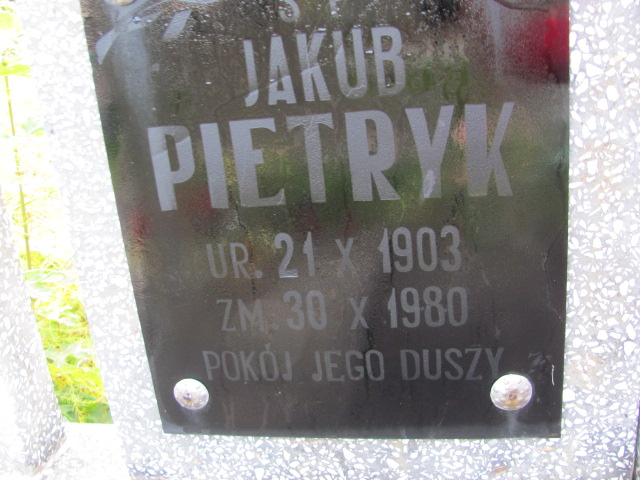 Ś P
JAKUB
PIETRYK
UR. 21 X 1903
ZM. 30 X 1980
POKÓJ JEGO DUSZY